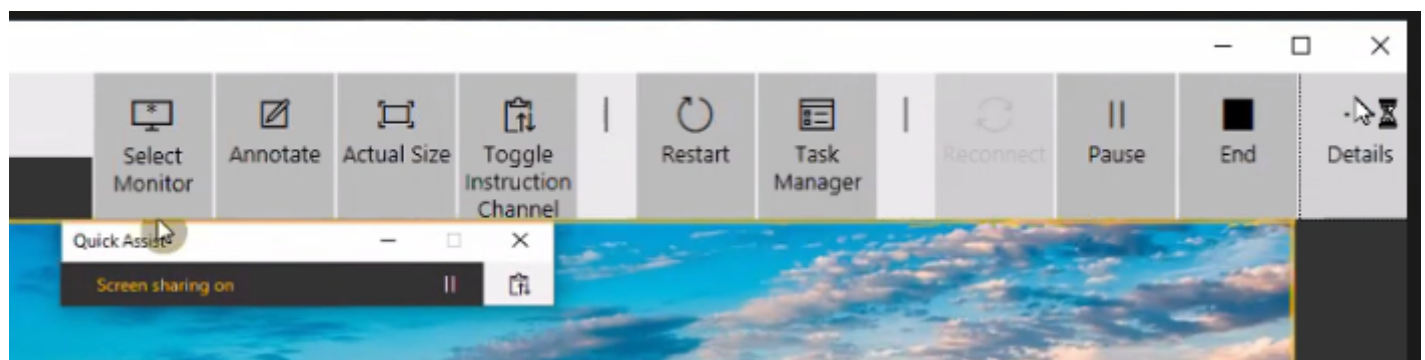 Select
Monitor
Annotate
Actual Size
Toggle
Instruction
Channel
Restart
Task
Manager
Reconnect
Pause
End
Details
Quick Assist
Screen sharing on